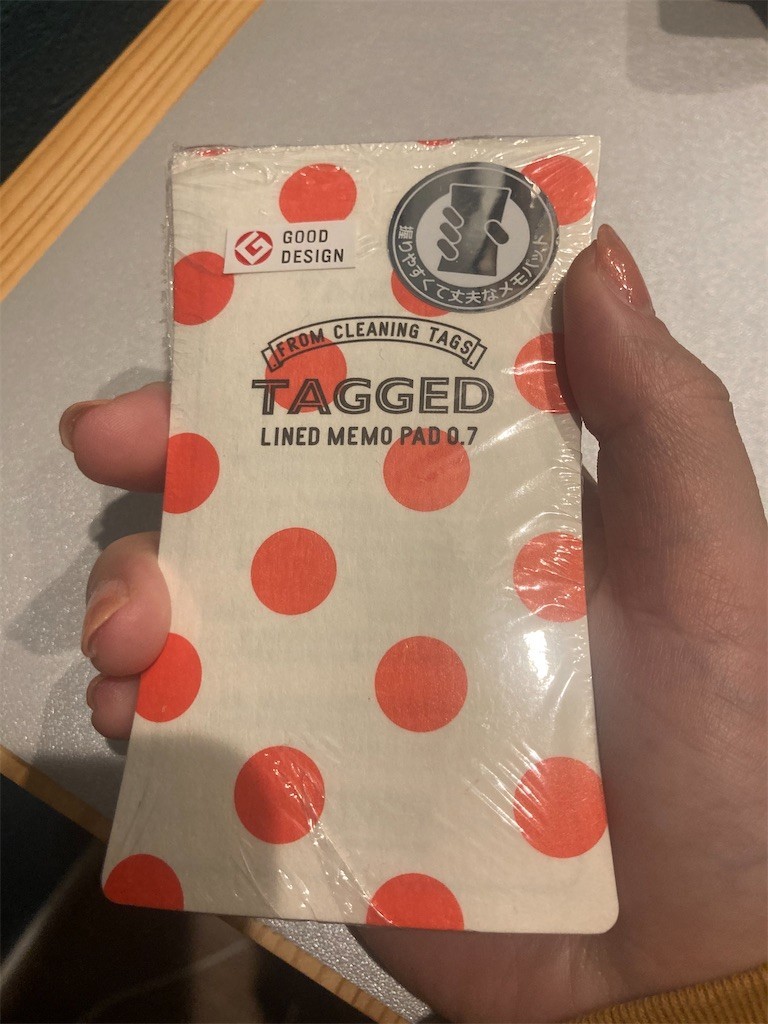 GOOD
DESIGN
握りやすくて丈夫なメモパッド
FROM CLEANING TAGS
TAGGED
LINED MEMO PAD 0.7